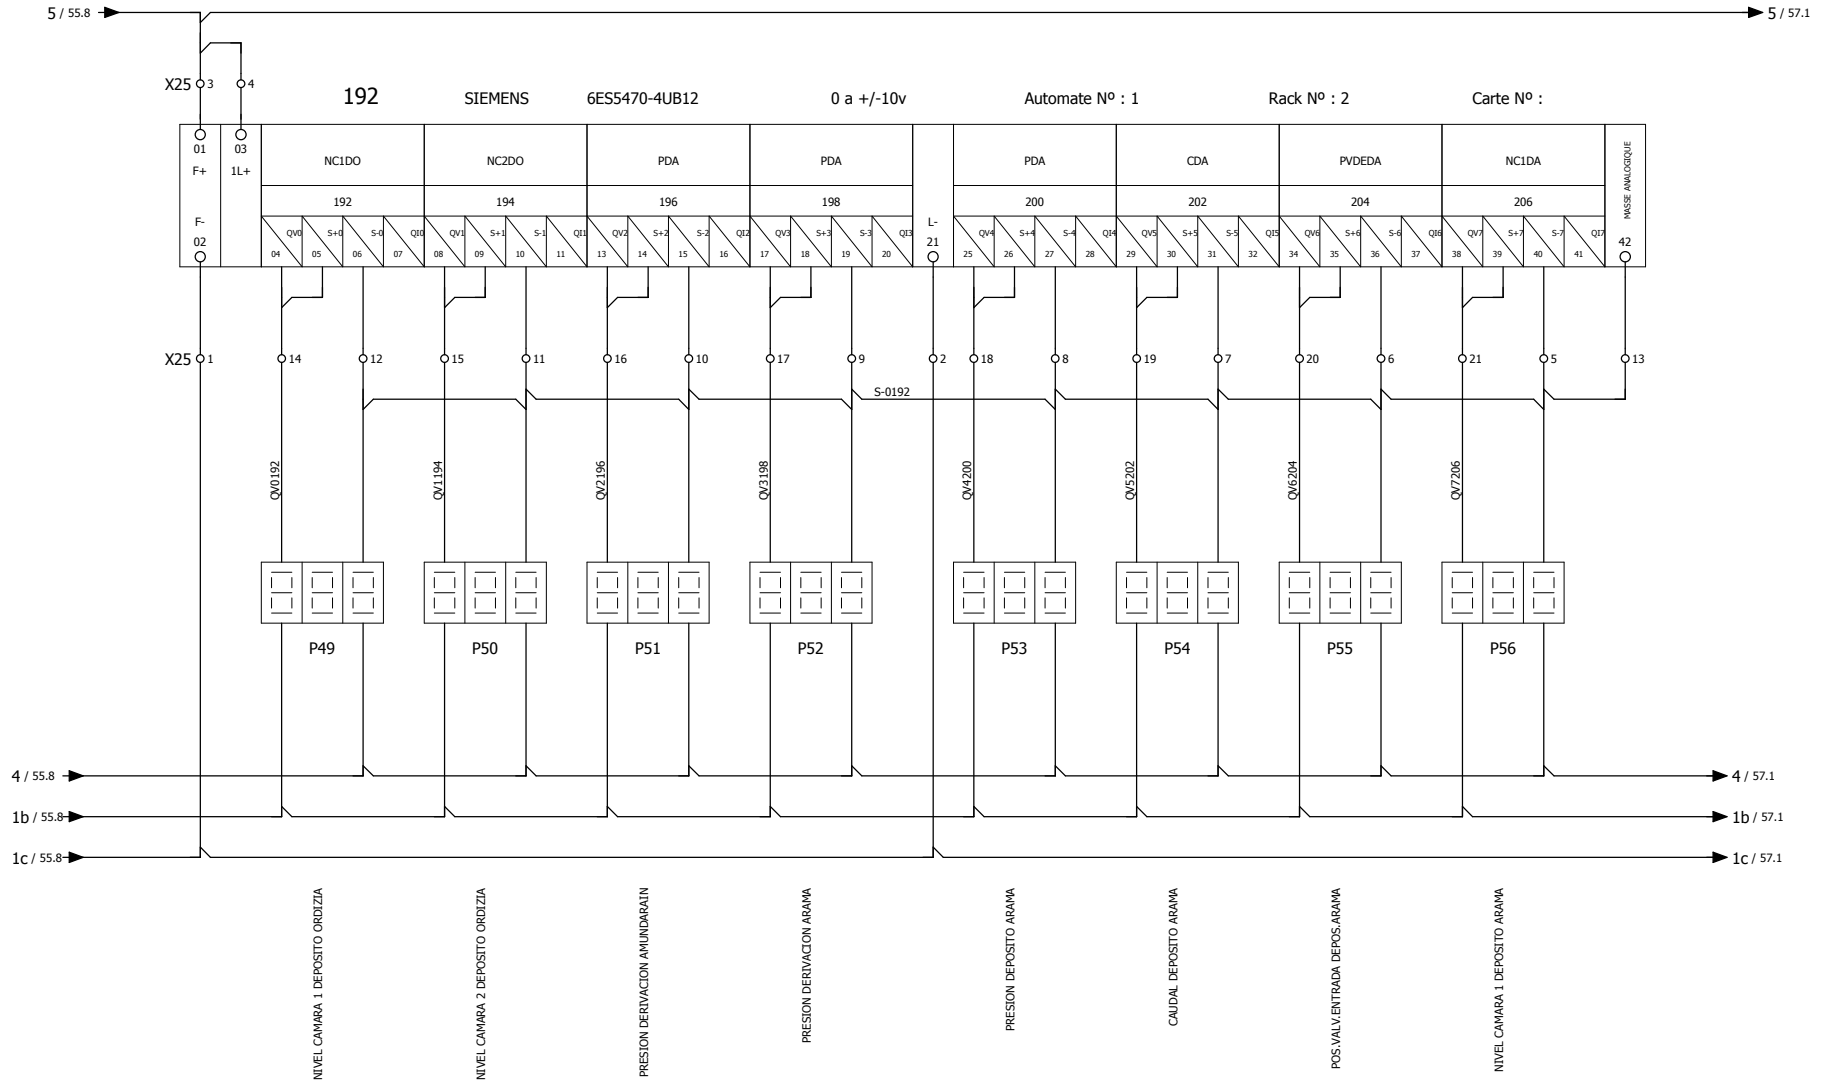 5 / 55.8
5 / 57.1
X25 3 4
192 SIEMENS 6ES5470-4UB12 0 a +/-10v Automate Nº : 1 Rack Nº : 2 Carte Nº :
01 03
F+ 1L+
NC1DO NC2DO PDA PDA PDA CDA PVDEDA NC1DA
MASSE ANALOGIQUE
192 194 196 198 200 202 204 206
F- L-
QV0 S+0 S-0 QI0 QV1 S+1 S-1 QI1 QV2 S+2 S-2 QI2 QV3 S+3 S-3 QI3 QV4 S+4 S-4 QI4 QV5 S+5 S-5 QI5 QV6 S+6 S-6 QI6 QV7 S+7 S-7 QI7
02 04 05 06 07 08 09 10 11 13 14 15 16 17 18 19 20 21 25 26 27 28 29 30 31 32 34 35 36 37 38 39 40 41 42
X25 1 14 12 15 11 16 10 17 9 2 18 8 19 7 20 6 21 5 13
S-0192
QV0192
QV1194
QV2196
QV3198
QV4200
QV5202
QV6204
QV7206
P49 P50 P51 P52 P53 P54 P55 P56
4 / 55.8
4 / 57.1
1b / 55.8
1b / 57.1
1c / 55.8
1c / 57.1
NIVEL CAMARA 1 DEPOSITO ORDIZIA
NIVEL CAMARA 2 DEPOSITO ORDIZIA
PRESION DERIVACION AMUNDARAIN
PRESION DERIVACION ARAMA
PRESION DEPOSITO ARAMA
CAUDAL DEPOSITO ARAMA
POS.VALV.ENTRADA DEPOS.ARAMA
NIVEL CAMARA 1 DEPOSITO ARAMA